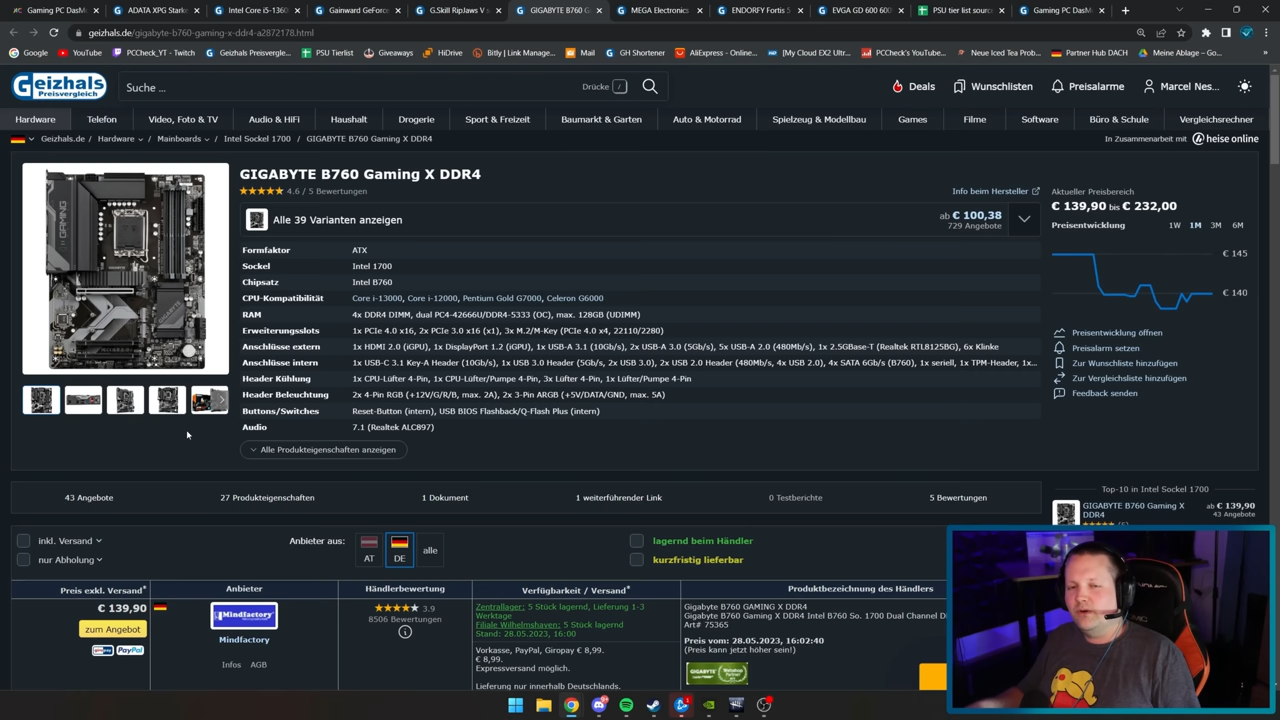 Gaming PC DasM
ADATA XPG Starke
Intel Core i5-1360
Gainward GeForce
G.Skill RipJaws V s
GIGABYTE B760 G
MEGA Electronics
ENDORFY Fortis 5
EVGA GD 600 600
PSU tier list source
Gaming PC DasM
geizhals.de/gigabyte-b760-gaming-x-ddr4-a2872178.html
Google
YouTube
PCCheck_YT - Twitch
Geizhals Preisvergle...
PSU Tierlist
Giveaways
HiDrive
Bitly | Link Manage...
Mail
GH Shortener
AliExpress - Online...
[My Cloud EX2 Ultr...
PCCheck's YouTube...
Neue Iced Tea Prob...
Partner Hub DACH
Meine Ablage – Go...
Geizhals
Preisvergleich
Suche ...
Drücke /
Deals
Wunschlisten
Preisalarme
Marcel Nes...
Hardware
Telefon
Video, Foto & TV
Audio & HiFi
Haushalt
Drogerie
Sport & Freizeit
Baumarkt & Garten
Auto & Motorrad
Spielzeug & Modellbau
Games
Filme
Software
Büro & Schule
Vergleichsrechner
Geizhals.de / Hardware / Mainboards / Intel Sockel 1700 / GIGABYTE B760 Gaming X DDR4
In Zusammenarbeit mit heise online
GIGABYTE B760 Gaming X DDR4
4.6 / 5 Bewertungen
Info beim Hersteller
Alle 39 Varianten anzeigen
ab € 100,38
729 Angebote
Formfaktor ATX
Sockel Intel 1700
Chipsatz Intel B760
CPU-Kompatibilität Core i-13000, Core i-12000, Pentium Gold G7000, Celeron G6000
RAM 4x DDR4 DIMM, dual PC4-42666U/DDR4-5333 (OC), max. 128GB (UDIMM)
Erweiterungsslots 1x PCIe 4.0 x16, 2x PCIe 3.0 x16 (x1), 3x M.2/M-Key (PCIe 4.0 x4, 22110/2280)
Anschlüsse extern 1x HDMI 2.0 (iGPU), 1x DisplayPort 1.2 (iGPU), 1x USB-A 3.1 (10Gb/s), 2x USB-A 3.0 (5Gb/s), 5x USB-A 2.0 (480Mb/s), 1x 2.5GBase-T (Realtek RTL8125BG), 6x Klinke
Anschlüsse intern 1x USB-C 3.1 Key-A Header (10Gb/s), 1x USB 3.0 Header (5Gb/s, 2x USB 3.0), 2x USB 2.0 Header (480Mb/s, 4x USB 2.0), 4x SATA 6Gb/s (B760), 1x seriell, 1x TPM-Header, 1x...
Header Kühlung 1x CPU-Lüfter 4-Pin, 1x CPU-Lüfter/Pumpe 4-Pin, 3x Lüfter 4-Pin, 1x Lüfter/Pumpe 4-Pin
Header Beleuchtung 2x 4-Pin RGB (+12V/G/R/B, max. 2A), 2x 3-Pin ARGB (+5V/DATA/GND, max. 5A)
Buttons/Switches Reset-Button (intern), USB BIOS Flashback/Q-Flash Plus (intern)
Audio 7.1 (Realtek ALC897)
Alle Produkteigenschaften anzeigen
Aktueller Preisbereich
€ 139,90 bis € 232,00
Preisentwicklung 1W 1M 3M 6M
€ 145
€ 140
Preisentwicklung öffnen
Preisalarm setzen
Zur Wunschliste hinzufügen
Zur Vergleichsliste hinzufügen
Feedback senden
43 Angebote
27 Produkteigenschaften
1 Dokument
1 weiterführender Link
0 Testberichte
5 Bewertungen
Top-10 in Intel Sockel 1700
GIGABYTE B760 Gaming X DDR4
ab € 139,90
43 Angebote
inkl. Versand
nur Abholung
Anbieter aus:
AT
DE
alle
lagernd beim Händler
kurzfristig lieferbar
Preis exkl. Versand*
Anbieter
Händlerbewertung
Verfügbarkeit / Versand*
Produktbezeichnung des Händlers
€ 139,90
zum Angebot
giropay PayPal
Mindfactory
Mindfactory
Infos AGB
3.9
8506 Bewertungen
Zentrallager: 5 Stück lagernd, Lieferung 1-3
Werktage
Filiale Wilhelmshaven: 5 Stück lagernd
Stand: 28.05.2023, 16:00
Vorkasse, PayPal, Giropay € 8,99.
€ 8,99.
Expressversand möglich.
Lieferung nur innerhalb Deutschlands.
Gigabyte B760 GAMING X DDR4
Gigabyte B760 GAMING X DDR4 Intel B760 So. 1700 Dual Channel D
Art# 75365
Preis vom: 28.05.2023, 16:02:40
(Preis kann jetzt höher sein!)
GIGABYTE